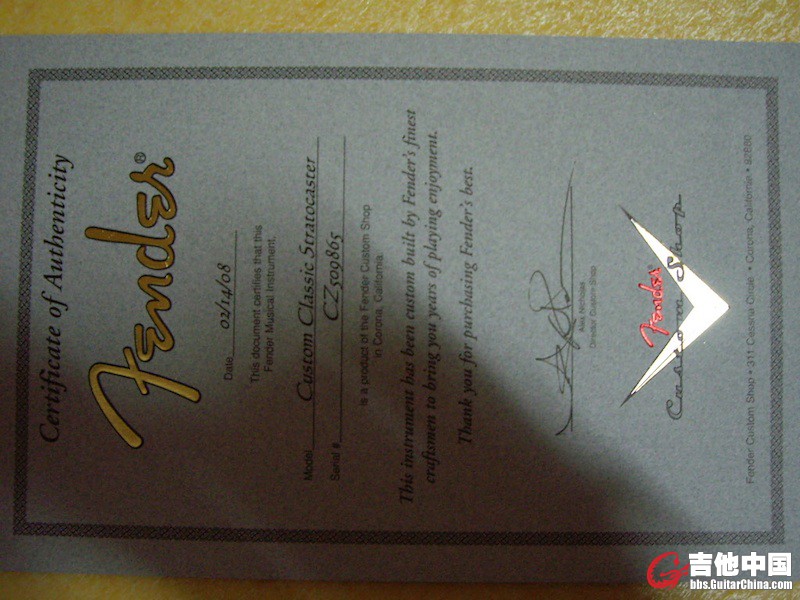 Certificate of Authenticity
Fender®
Date 02/14/08
This document certifies that this
Fender Musical Instrument.
Model Custom Classic Stratocaster
Serial # CZ509865
is a product of the Fender Custom Shop
in Corona, California.
This instrument has been custom built by Fender's finest
craftsmen to bring you years of playing enjoyment.
Thank you for purchasing Fender's best.
Director Custom Shop
Fender®
Custom Shop
Fender Custom Shop • 311 Cessna Circle • Corona, California • 92880
吉他中国
bbs.GuitarChina.com